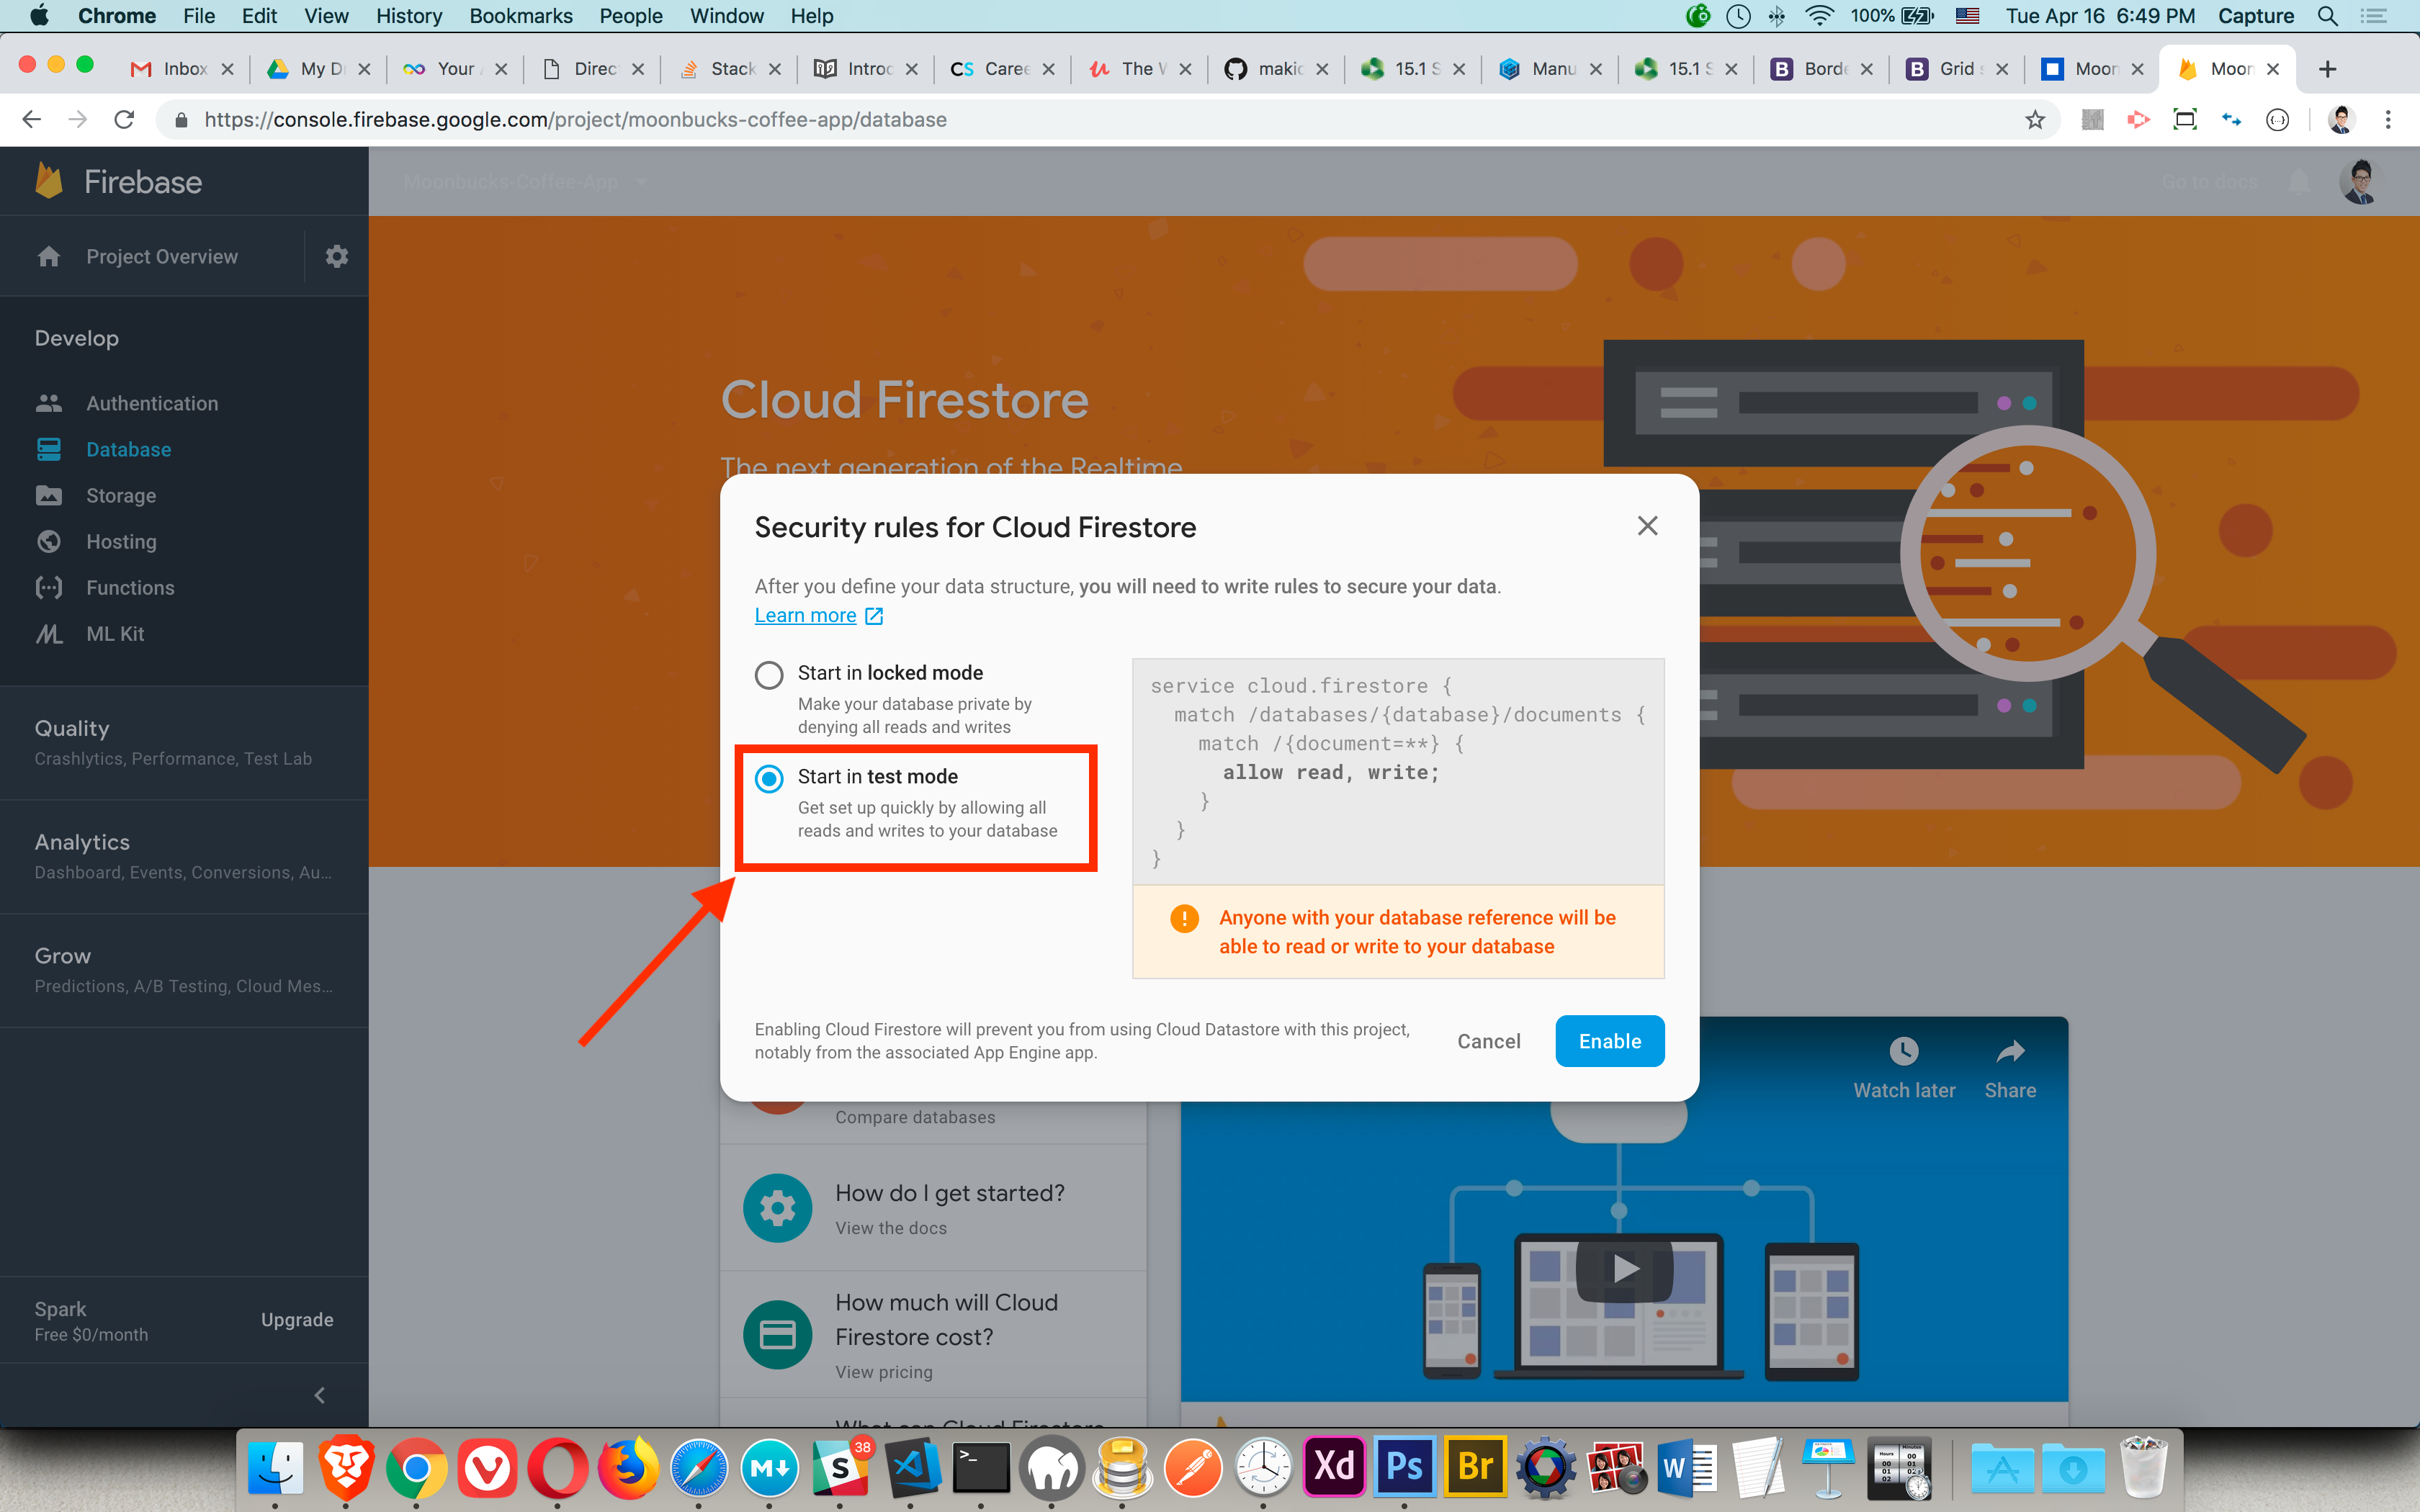 Chrome File Edit View History Bookmarks People Window Help 100% Tue Apr 16 6:49 PM Capture
Inbox My D Your Direc Stack Introc CS Caree The W makic 15.1 S Manu 15.1 S B Borde B Grid s Moon Moon
https://console.firebase.google.com/project/moonbucks-coffee-app/database
Firebase
Moonbucks-Coffee-App
Go to docs
Project Overview
Develop
Authentication
Database
Storage
Hosting
Functions
ML ML Kit
Quality
Crashlytics, Performance, Test Lab
Analytics
Dashboard, Events, Conversions, Au...
Grow
Predictions, A/B Testing, Cloud Mes...
Spark
Free $0/month
Upgrade
Cloud Firestore
The next generation of the Realtime
Security rules for Cloud Firestore
After you define your data structure, you will need to write rules to secure your data.
Learn more
Start in locked mode
Make your database private by
denying all reads and writes
Start in test mode
Get set up quickly by allowing all
reads and writes to your database
service cloud.firestore {
match /databases/{database}/documents {
match /{document=**} {
allow read, write;
}
}
}
Anyone with your database reference will be
able to read or write to your database
Enabling Cloud Firestore will prevent you from using Cloud Datastore with this project,
notably from the associated App Engine app.
Cancel
Enable
Compare databases
How do I get started?
View the docs
How much will Cloud
Firestore cost?
View pricing
What can Cloud Firestore
Watch later
Share
M 38 S >_ Xd Ps Br W